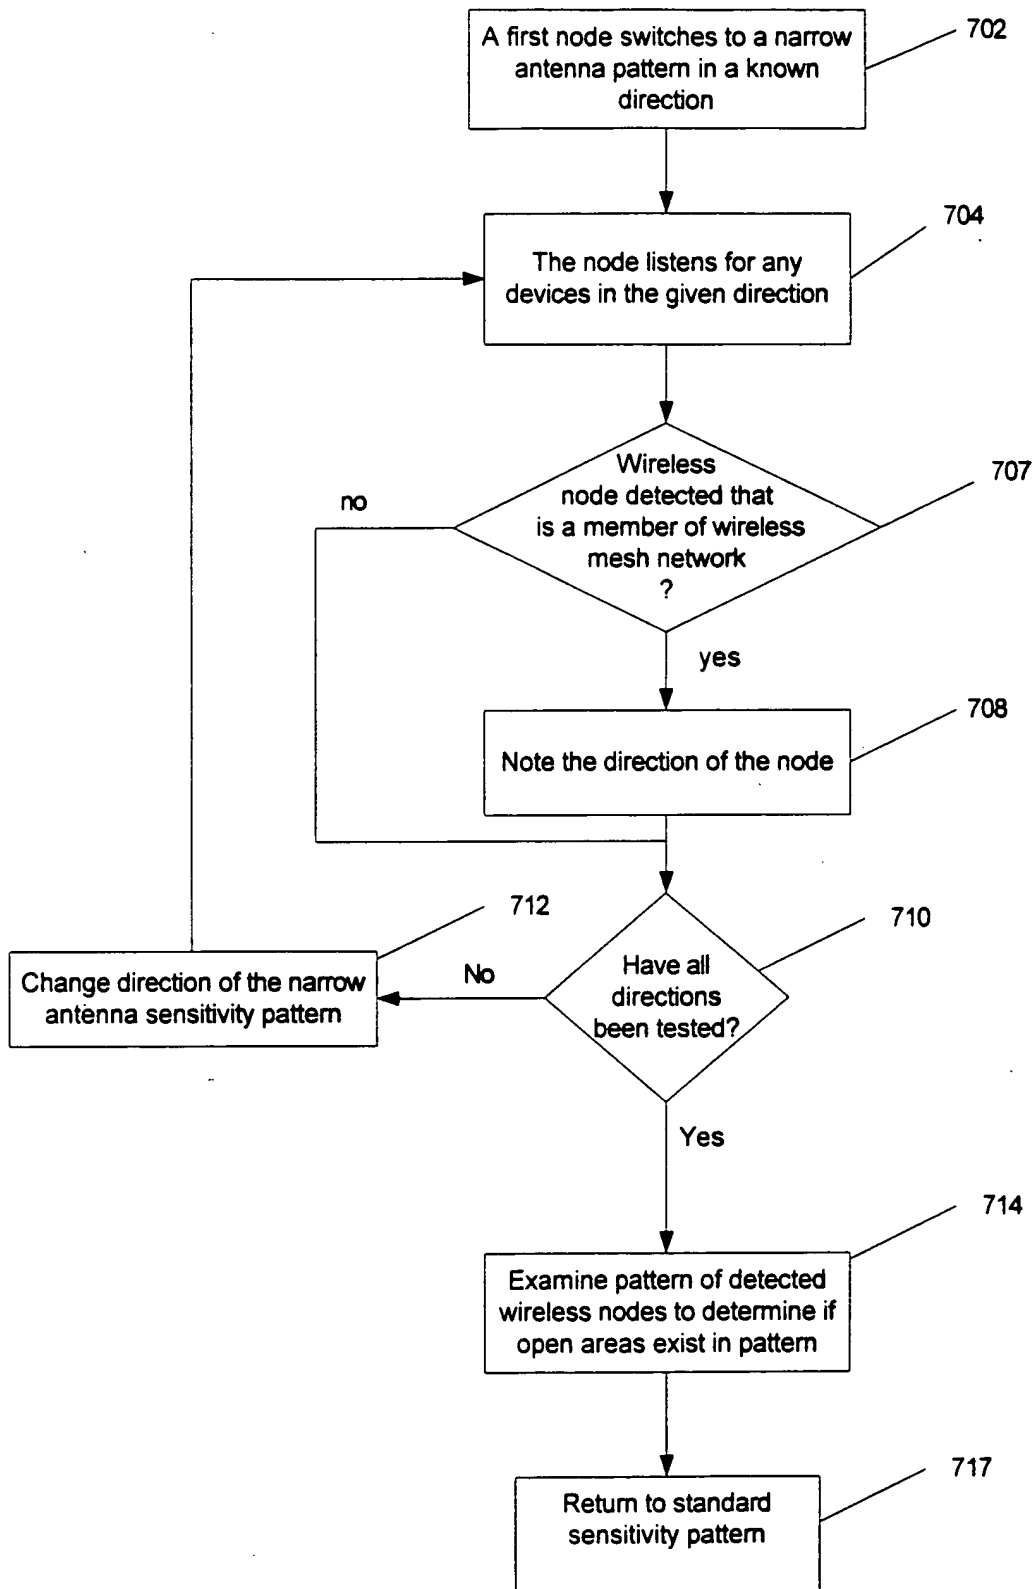 A first node switches to a narrow
antenna pattern in a known
direction
702
The node listens for any
devices in the given direction
704
Wireless
node detected that
is a member of wireless
mesh network
?
707
no
yes
Note the direction of the node
708
Have all
directions
been tested?
710
No
Change direction of the narrow
antenna sensitivity pattern
712
Yes
Examine pattern of detected
wireless nodes to determine if
open areas exist in pattern
714
Return to standard
sensitivity pattern
717